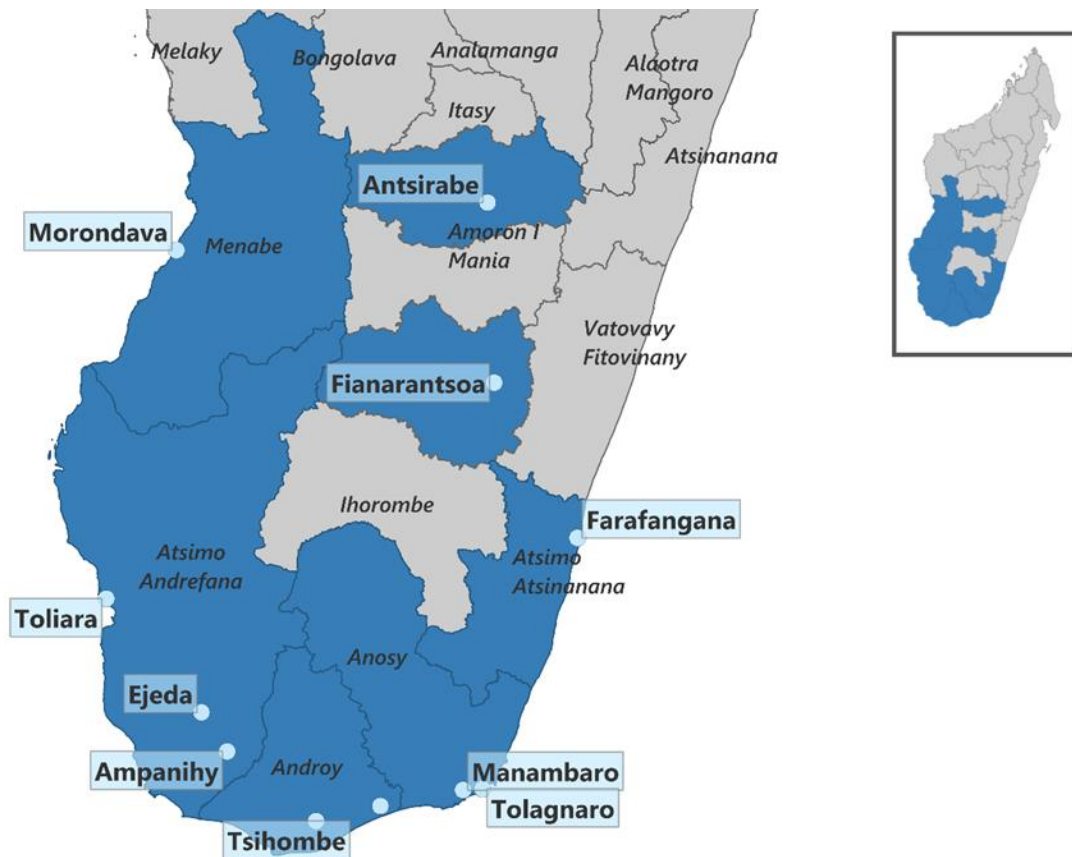 Melaky
Bongolava
Analamanga
Alaotra
Mangoro
Itasy
Atsinanana
Antsirabe
Morondava
Menabe
Amoron I
Mania
Vatovavy
Fitovinany
Fianarantsoa
Ihorombe
Farafangana
Atsimo
Andrefana
Atsimo
Atsinanana
Toliara
Anosy
Ejeda
Ampanihy
Androy
Manambaro
Tolagnaro
Tsihombe